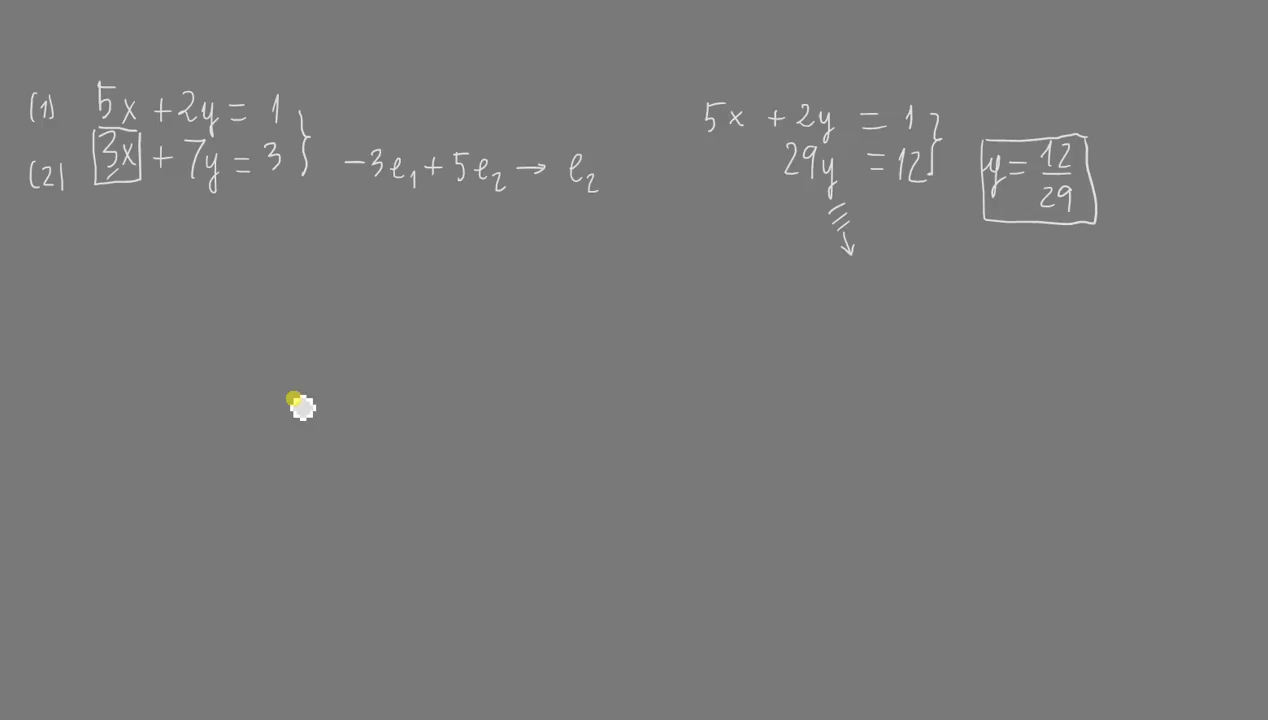 (1) 5x + 2y = 1
(2) 3x + 7y = 3 } -3e₁ + 5e₂ → e₂
5x + 2y = 1
29y = 12 }
y = 12/29